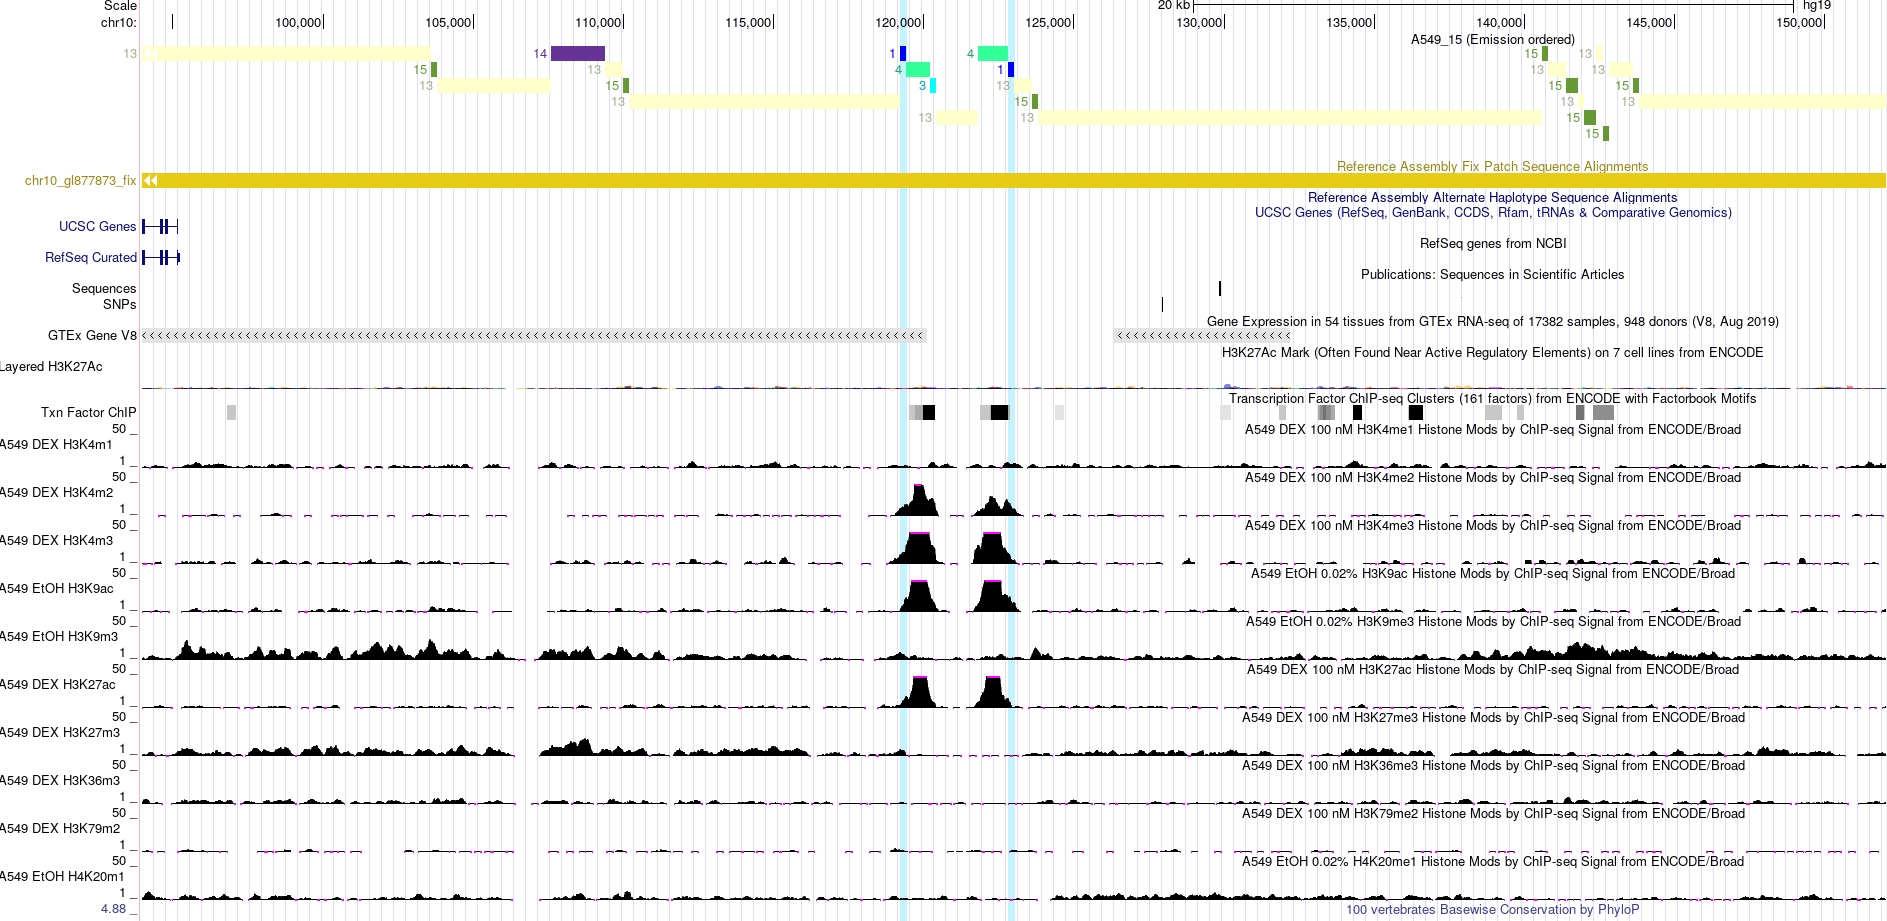 Scale 20 kb hg19
chr10: 100,000 105,000 110,000 115,000 120,000 125,000 130,000 135,000 140,000 145,000 150,000
A549_15 (Emission ordered)
13 14 1 4 15 13
15 13 4 1 13 13
13 15 3 13 15 15
13 15 13 13
13 13 15
15
Reference Assembly Fix Patch Sequence Alignments
chr10_gl877873_fix
Reference Assembly Alternate Haplotype Sequence Alignments
UCSC Genes (RefSeq, GenBank, CCDS, Rfam, tRNAs & Comparative Genomics)
UCSC Genes
RefSeq genes from NCBI
RefSeq Curated
Publications: Sequences in Scientific Articles
Sequences
SNPs
Gene Expression in 54 tissues from GTEx RNA-seq of 17382 samples, 948 donors (V8, Aug 2019)
GTEx Gene V8
H3K27Ac Mark (Often Found Near Active Regulatory Elements) on 7 cell lines from ENCODE
Layered H3K27Ac
Transcription Factor ChIP-seq Clusters (161 factors) from ENCODE with Factorbook Motifs
Txn Factor ChIP
50 _ A549 DEX 100 nM H3K4me1 Histone Mods by ChIP-seq Signal from ENCODE/Broad
A549 DEX H3K4m1
1 _
50 _ A549 DEX 100 nM H3K4me2 Histone Mods by ChIP-seq Signal from ENCODE/Broad
A549 DEX H3K4m2
1 _
50 _ A549 DEX 100 nM H3K4me3 Histone Mods by ChIP-seq Signal from ENCODE/Broad
A549 DEX H3K4m3
1 _
50 _ A549 EtOH 0.02% H3K9ac Histone Mods by ChIP-seq Signal from ENCODE/Broad
A549 EtOH H3K9ac
1 _
50 _ A549 EtOH 0.02% H3K9me3 Histone Mods by ChIP-seq Signal from ENCODE/Broad
A549 EtOH H3K9m3
1 _
50 _ A549 DEX 100 nM H3K27ac Histone Mods by ChIP-seq Signal from ENCODE/Broad
A549 DEX H3K27ac
1 _
50 _ A549 DEX 100 nM H3K27me3 Histone Mods by ChIP-seq Signal from ENCODE/Broad
A549 DEX H3K27m3
1 _
50 _ A549 DEX 100 nM H3K36me3 Histone Mods by ChIP-seq Signal from ENCODE/Broad
A549 DEX H3K36m3
1 _
50 _ A549 DEX 100 nM H3K79me2 Histone Mods by ChIP-seq Signal from ENCODE/Broad
A549 DEX H3K79m2
1 _
50 _ A549 EtOH 0.02% H4K20me1 Histone Mods by ChIP-seq Signal from ENCODE/Broad
A549 EtOH H4K20m1
1 _
4.88 _ 100 vertebrates Basewise Conservation by PhyloP